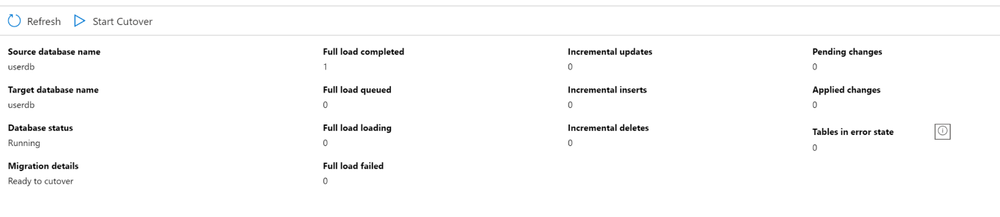 Refresh Start Cutover
Source database name
userdb
Target database name
userdb
Database status
Running
Migration details
Ready to cutover
Full load completed
1
Full load queued
0
Full load loading
0
Full load failed
0
Incremental updates
0
Incremental inserts
0
Incremental deletes
0
Pending changes
0
Applied changes
0
Tables in error state
0